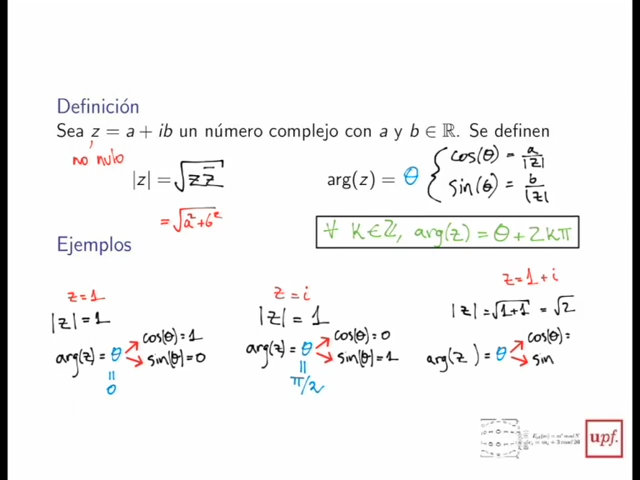 Definición
Sea z = a + ib un número complejo con a y b ∈ ℝ. Se definen
no nulo
|z| = √(z z̅)
= √(a² + b²)
arg(z) = θ { cos(θ) = a/|z|
sin(θ) = b/|z|
∀ k ∈ ℤ, arg(z) = θ + 2kπ
Ejemplos
z = 1
|z| = 1
arg(z) = θ
cos(θ) = 1
sin(θ) = 0
=
0
z = i
|z| = 1
arg(z) = θ
cos(θ) = 0
sin(θ) = 1
=
π/2
z = 1 + i
|z| = √(1+1) = √2
arg(z) = θ
cos(θ) =
sin
upf.